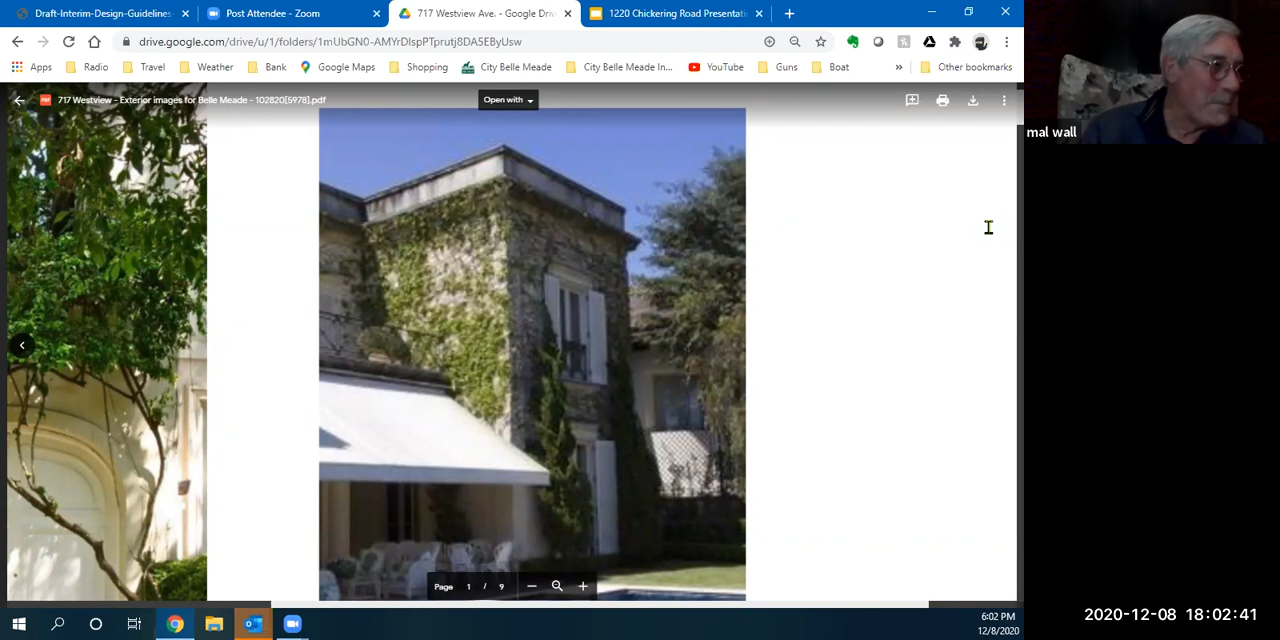 Draft-Interim-Design-Guidelines-
Post Attendee - Zoom
717 Westview Ave. - Google Driv
1220 Chickering Road Presentati
drive.google.com/drive/u/1/folders/1mUbGN0-AMYrDIspPTprutj8DA5EByUsw
Apps
Radio
Travel
Weather
Bank
Google Maps
Shopping
City Belle Meade
City Belle Meade In...
YouTube
Guns
Boat
»
Other bookmarks
717 Westview - Exterior images for Belle Meade - 102820[5978].pdf
Open with
mal wall
Page 1 / 9
6:02 PM
12/8/2020
2020-12-08 18:02:41